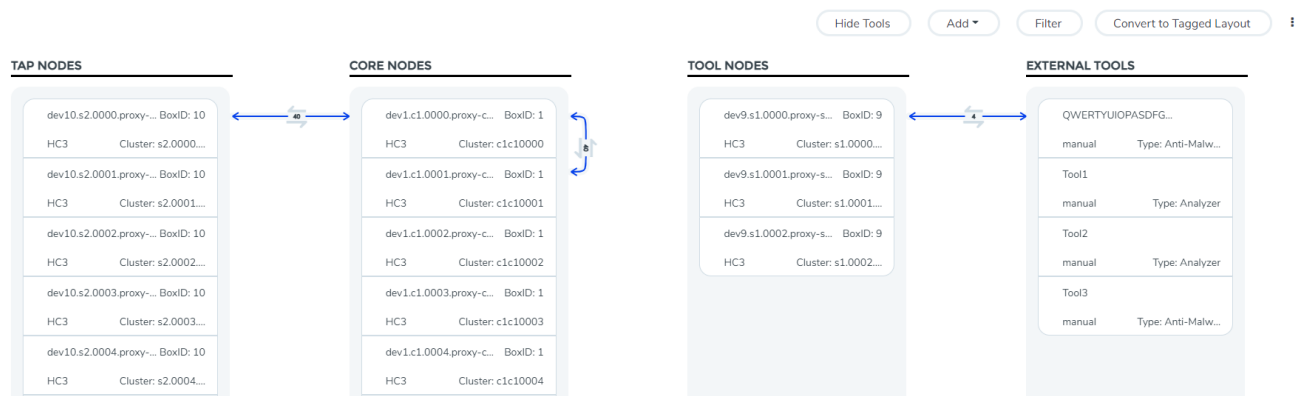 Hide Tools Add Filter Convert to Tagged Layout
TAP NODES
dev10.s2.0000.proxy-... BoxID: 10
HC3 Cluster: s2.0000....
dev10.s2.0001.proxy-... BoxID: 10
HC3 Cluster: s2.0001....
dev10.s2.0002.proxy-... BoxID: 10
HC3 Cluster: s2.0002....
dev10.s2.0003.proxy-... BoxID: 10
HC3 Cluster: s2.0003....
dev10.s2.0004.proxy-... BoxID: 10
HC3 Cluster: s2.0004....
40
CORE NODES
dev1.c1.0000.proxy-c... BoxID: 1
HC3 Cluster: c1c10000
dev1.c1.0001.proxy-c... BoxID: 1
HC3 Cluster: c1c10001
dev1.c1.0002.proxy-c... BoxID: 1
HC3 Cluster: c1c10002
dev1.c1.0003.proxy-c... BoxID: 1
HC3 Cluster: c1c10003
dev1.c1.0004.proxy-c... BoxID: 1
HC3 Cluster: c1c10004
TOOL NODES
dev9.s1.0000.proxy-s... BoxID: 9
HC3 Cluster: s1.0000....
dev9.s1.0001.proxy-s... BoxID: 9
HC3 Cluster: s1.0001....
dev9.s1.0002.proxy-s... BoxID: 9
HC3 Cluster: s1.0002....
4
EXTERNAL TOOLS
QWERTYUIOPASDFG...
manual Type: Anti-Malw...
Tool1
manual Type: Analyzer
Tool2
manual Type: Analyzer
Tool3
manual Type: Anti-Malw...